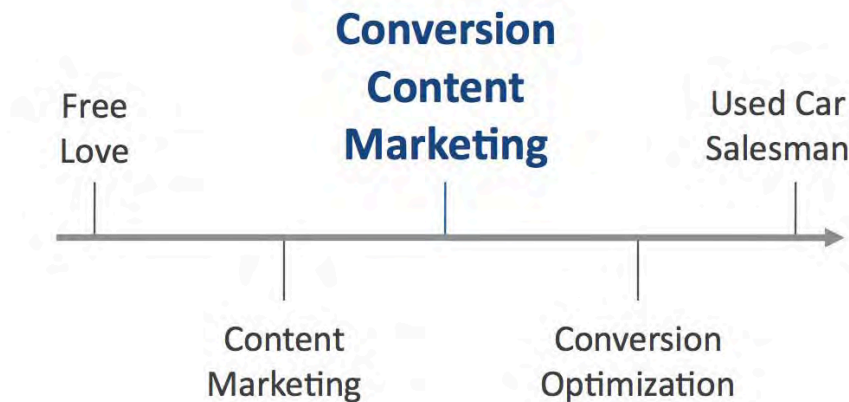 Conversion
Content
Marketing
Free
Love
Used Car
Salesman
Content
Marketing
Conversion
Optimization